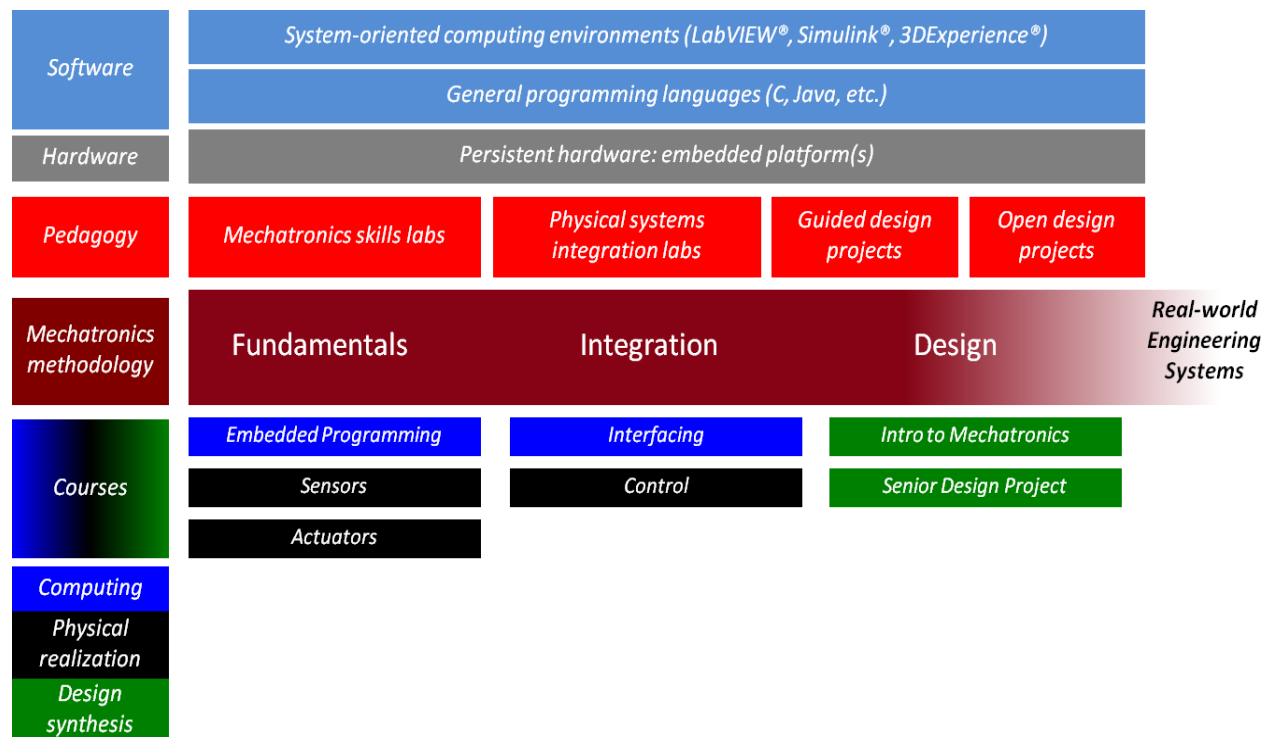 Software
System-oriented computing environments (LabVIEW®, Simulink®, 3DExperience®)
General programming languages (C, Java, etc.)
Hardware
Persistent hardware: embedded platform(s)
Pedagogy
Mechatronics skills labs
Physical systems
integration labs
Guided design
projects
Open design
projects
Mechatronics
methodology
Fundamentals
Integration
Design
Real-world
Engineering
Systems
Courses
Embedded Programming
Interfacing
Intro to Mechatronics
Sensors
Control
Senior Design Project
Actuators
Computing
Physical
realization
Design
synthesis